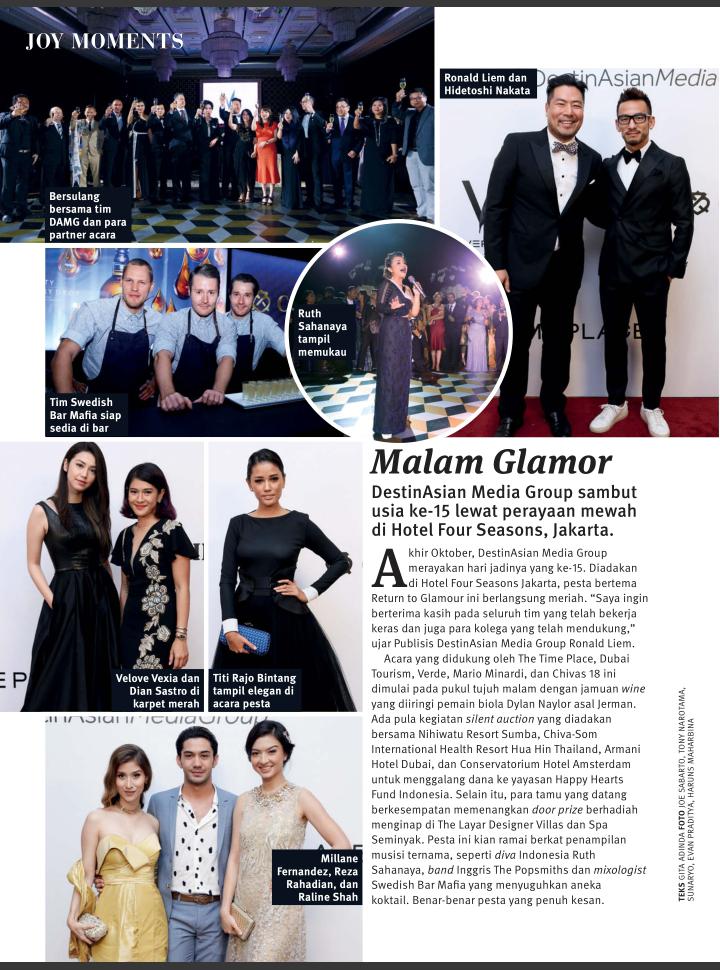 JOY MOMENTS
Bersulang
bersama tim
DAMG dan para
partner acara
Ronald Liem dan
Hidetoshi Nakata
DestinAsianMedia
Ruth
Sahanaya
tampil
memukau
Tim Swedish
Bar Mafia siap
sedia di bar
Velove Vexia dan
Dian Sastro di
karpet merah
Titi Rajo Bintang
tampil elegan di
acara pesta
Millane
Fernandez, Reza
Rahadian, dan
Raline Shah
Malam Glamor
DestinAsian Media Group sambut
usia ke-15 lewat perayaan mewah
di Hotel Four Seasons, Jakarta.
Akhir Oktober, DestinAsian Media Group
merayakan hari jadinya yang ke-15. Diadakan
di Hotel Four Seasons Jakarta, pesta bertema
Return to Glamour ini berlangsung meriah. “Saya ingin
berterima kasih pada seluruh tim yang telah bekerja
keras dan juga para kolega yang telah mendukung,”
ujar Publisis DestinAsian Media Group Ronald Liem.
Acara yang didukung oleh The Time Place, Dubai
Tourism, Verde, Mario Minardi, dan Chivas 18 ini
dimulai pada pukul tujuh malam dengan jamuan wine
yang diiringi pemain biola Dylan Naylor asal Jerman.
Ada pula kegiatan silent auction yang diadakan
bersama Nihiwatu Resort Sumba, Chiva-Som
International Health Resort Hua Hin Thailand, Armani
Hotel Dubai, dan Conservatorium Hotel Amsterdam
untuk menggalang dana ke yayasan Happy Hearts
Fund Indonesia. Selain itu, para tamu yang datang
berkesempatan memenangkan door prize berhadiah
menginap di The Layar Designer Villas dan Spa
Seminyak. Pesta ini kian ramai berkat penampilan
musisi ternama, seperti diva Indonesia Ruth
Sahanaya, band Inggris The Popsmiths dan mixologist
Swedish Bar Mafia yang menyuguhkan aneka
koktail. Benar-benar pesta yang penuh kesan.
TEKS GITA ADINDA FOTO JOE SABARTO, TONY NAROTAMA,
SUNARYO, EVAN PRADITYA, HARUNS MAHARBINA